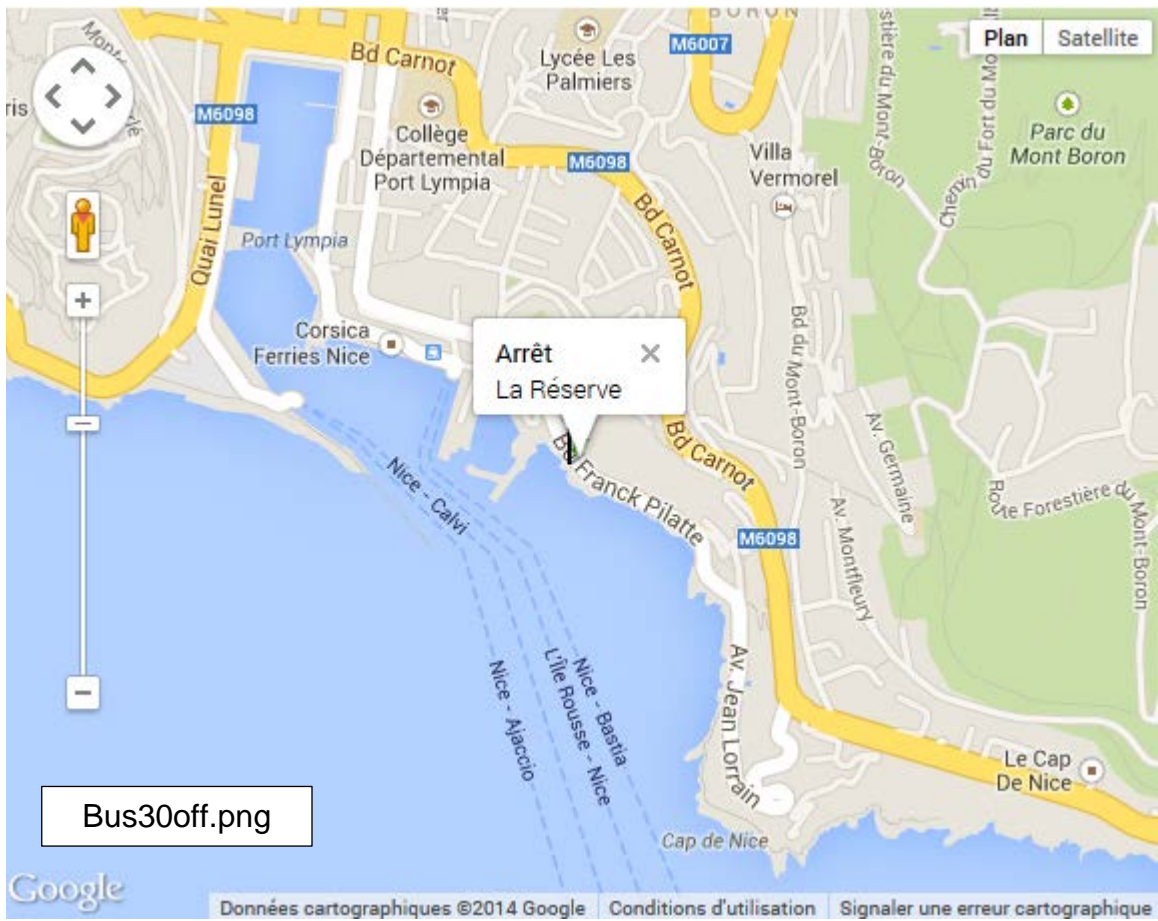 BORON
Plan
Satellite
M6007
Bd Carnot
Lycée Les
Palmiers
M6098
Collège
Départemental
Port Lympia
M6098
Villa
Vermorel
Parc du
Mont Boron
Quai Lunel
Port Lympia
Bd Carnot
Corsica
Ferries Nice
Arrêt
La Réserve
Bd du Mont-Boron
Av. Germaine
Bd Carnot
Bd Franck Pilatte
Nice - Calvi
M6098
Av. Montfleury
Route Forestière du Mont-Boron
Nice - Ajaccio
L'Île Rousse - Nice
Nice - Bastia
Av. Jean Lorrain
Le Cap
De Nice
Cap de Nice
Bus30off.png
Google
Données cartographiques ©2014 Google
Conditions d'utilisation
Signaler une erreur cartographique